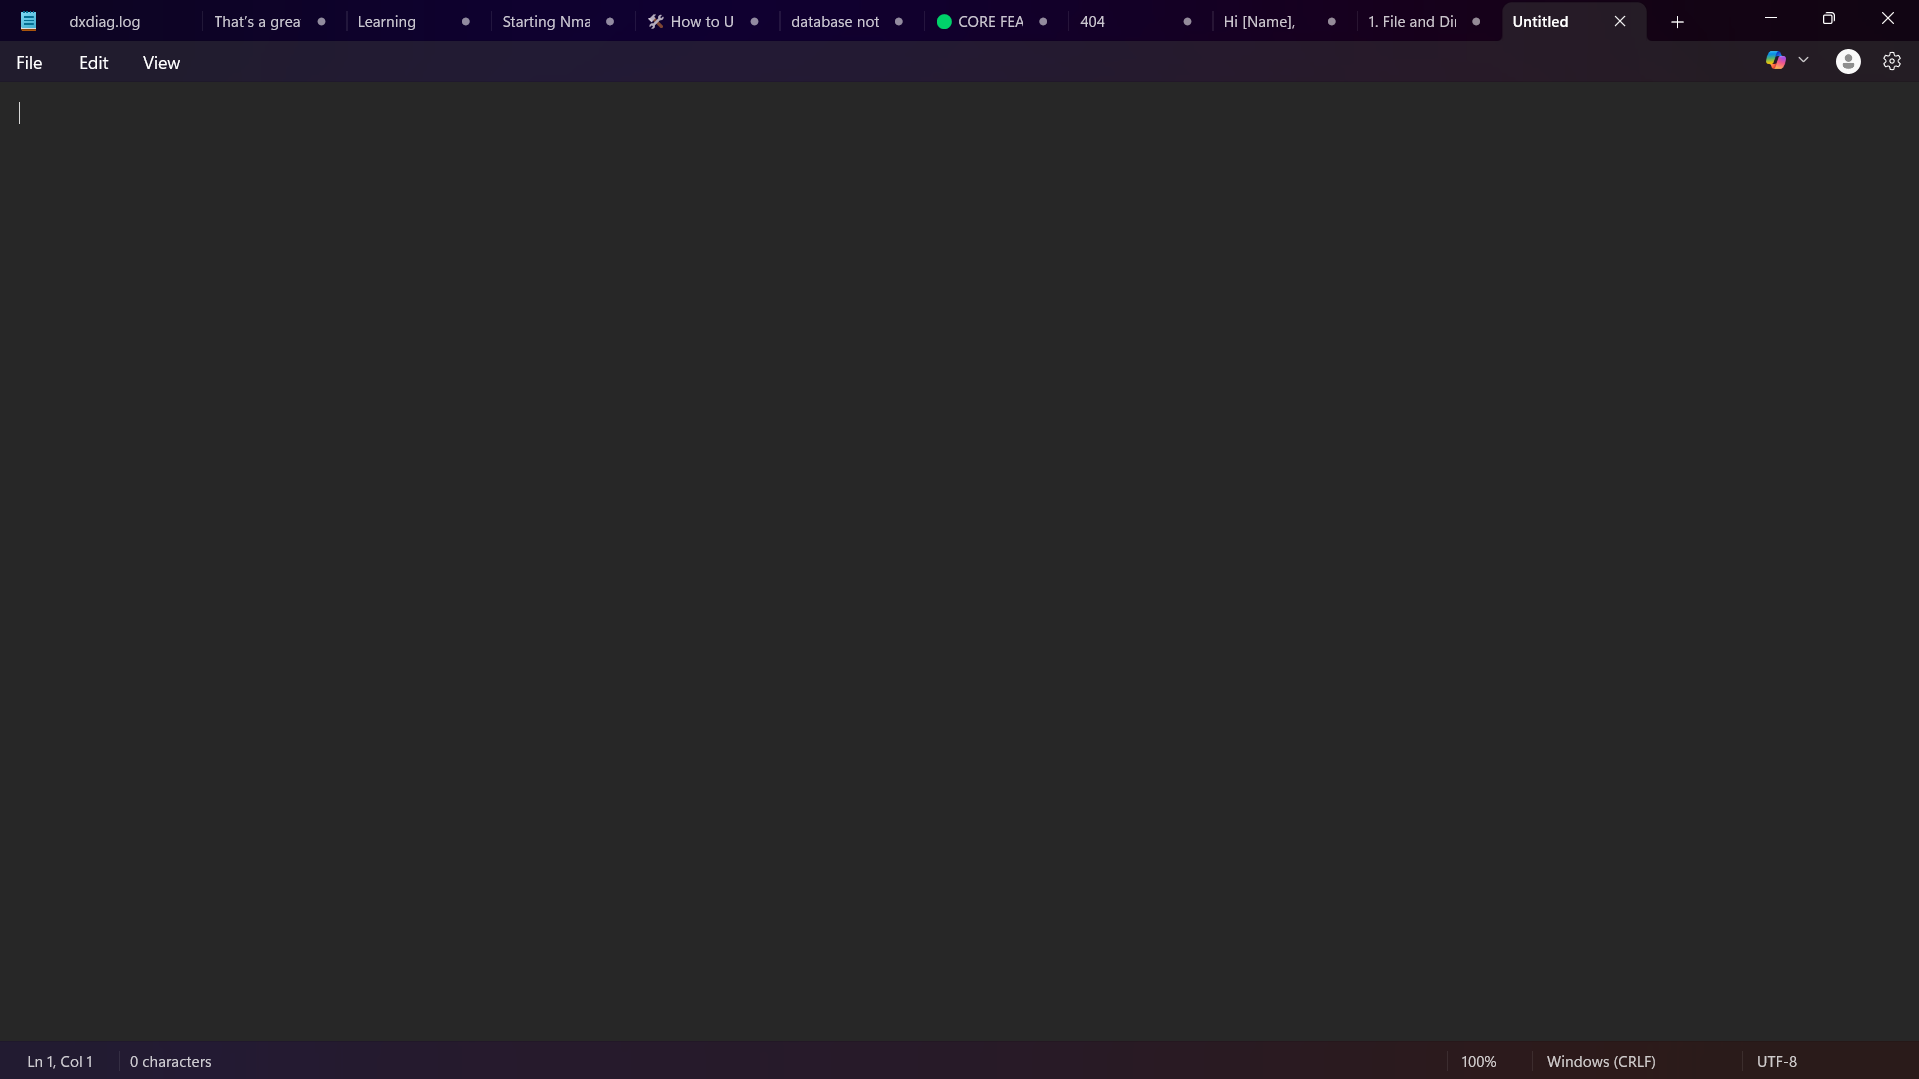 dxdiag.log That's a grea Learning Starting Nma How to U database not CORE FEA 404 Hi [Name], 1. File and Dir Untitled
File Edit View
Ln 1, Col 1 0 characters 100% Windows (CRLF) UTF-8